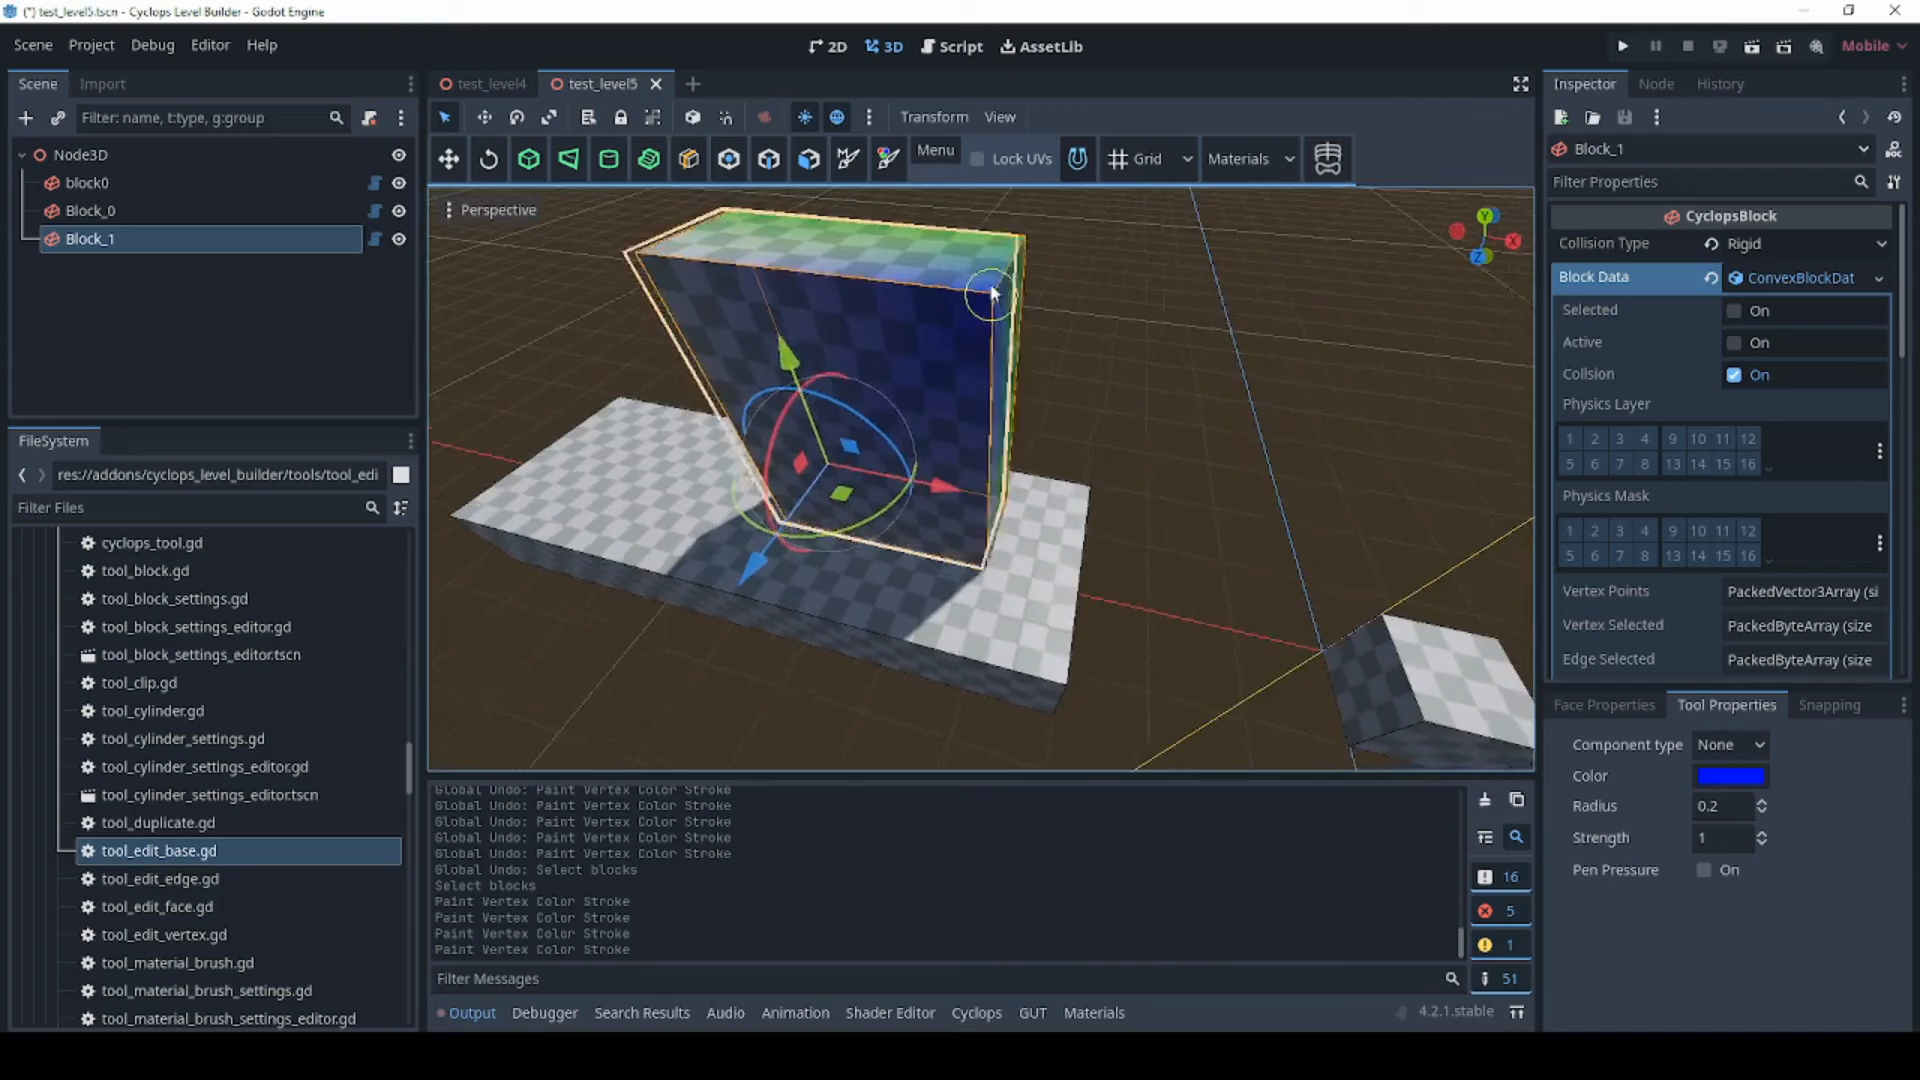 (*) test_level5.tscn - Cyclops Level Builder - Godot Engine
Scene Project Debug Editor Help
2D 3D Script AssetLib
Mobile
Scene Import
test_level4 test_level5
Inspector Node History
Filter: name, t:type, g:group
Transform View
Node3D
block0
Block_0
Block_1
Menu Lock UVs Grid Materials
Perspective
Y
X
Z
Block_1
Filter Properties
CyclopsBlock
Collision Type Rigid
Block Data ConvexBlockDat
Selected On
Active On
Collision On
Physics Layer
1 2 3 4 9 10 11 12
5 6 7 8 13 14 15 16
Physics Mask
1 2 3 4 9 10 11 12
5 6 7 8 13 14 15 16
Vertex Points PackedVector3Array (si
Vertex Selected PackedByteArray (size
Edge Selected PackedByteArray (size
FileSystem
res://addons/cyclops_level_builder/tools/tool_edi
Filter Files
cyclops_tool.gd
tool_block.gd
tool_block_settings.gd
tool_block_settings_editor.gd
tool_block_settings_editor.tscn
tool_clip.gd
tool_cylinder.gd
tool_cylinder_settings.gd
tool_cylinder_settings_editor.gd
tool_cylinder_settings_editor.tscn
tool_duplicate.gd
tool_edit_base.gd
tool_edit_edge.gd
tool_edit_face.gd
tool_edit_vertex.gd
tool_material_brush.gd
tool_material_brush_settings.gd
tool_material_brush_settings_editor.gd
Global Undo: Paint Vertex Color Stroke
Global Undo: Paint Vertex Color Stroke
Global Undo: Paint Vertex Color Stroke
Global Undo: Paint Vertex Color Stroke
Global Undo: Paint Vertex Color Stroke
Global Undo: Select blocks
Select blocks
Paint Vertex Color Stroke
Paint Vertex Color Stroke
Paint Vertex Color Stroke
Paint Vertex Color Stroke
Filter Messages
16
5
1
51
Output Debugger Search Results Audio Animation Shader Editor Cyclops GUT Materials
4.2.1.stable
Face Properties Tool Properties Snapping
Component type None
Color
Radius 0.2
Strength 1
Pen Pressure On